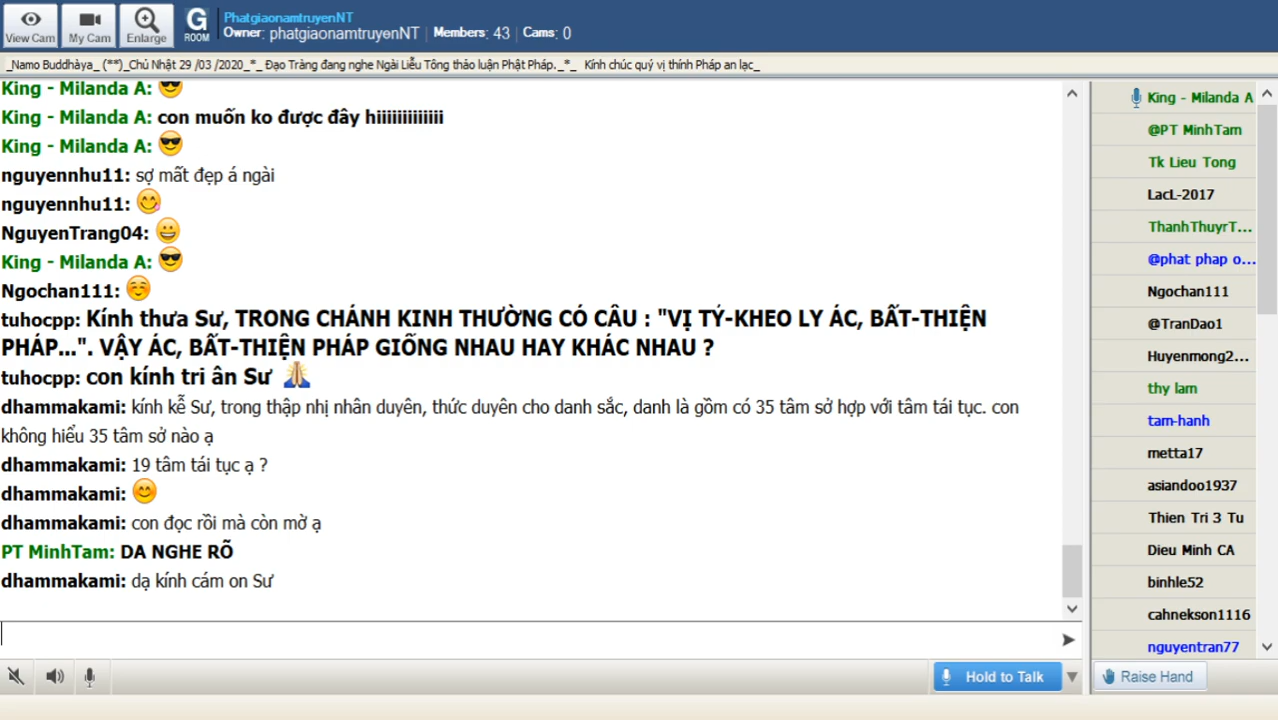 View Cam
My Cam
Enlarge
G
ROOM
PhatgiaonamtruyenNT
Owner: phatgiaonamtruyenNT | Members: 43 | Cams: 0
_Namo Buddhàya_ (**)_Chủ Nhật 29 /03 /2020_*_ Đạo Tràng đang nghe Ngài Liễu Tông thảo luận Phật Pháp._*_ Kính chúc quý vị thính Pháp an lạc_
King - Milanda A:
King - Milanda A: con muốn ko được đây hiiiiiiiiiiiii
King - Milanda A:
nguyennhu11: sợ mất đẹp á ngài
nguyennhu11:
NguyenTrang04:
King - Milanda A:
Ngochan111:
tuhocpp: Kính thưa Sư, TRONG CHÁNH KINH THƯỜNG CÓ CÂU : "VỊ TỶ-KHEO LY ÁC, BẤT-THIỆN
PHÁP...". VẬY ÁC, BẤT-THIỆN PHÁP GIỐNG NHAU HAY KHÁC NHAU ?
tuhocpp: con kính tri ân Sư
dhammakami: kính kễ Sư, trong thập nhị nhân duyên, thức duyên cho danh sắc, danh là gồm có 35 tâm sở hợp với tâm tái tục. con
không hiểu 35 tâm sở nào ạ
dhammakami: 19 tâm tái tục ạ ?
dhammakami:
dhammakami: con đọc rồi mà còn mờ ạ
PT MinhTam: DA NGHE RÕ
dhammakami: dạ kính cám on Sư
King - Milanda A
@PT MinhTam
Tk Lieu Tong
LacL-2017
ThanhThuyrT...
@phat phap o...
Ngochan111
@TranDao1
Huyenmong2...
thy lam
tam-hanh
metta17
asiandoo1937
Thien Tri 3 Tu
Dieu Minh CA
binhle52
cahnekson1116
nguyentran77
Hold to Talk
Raise Hand